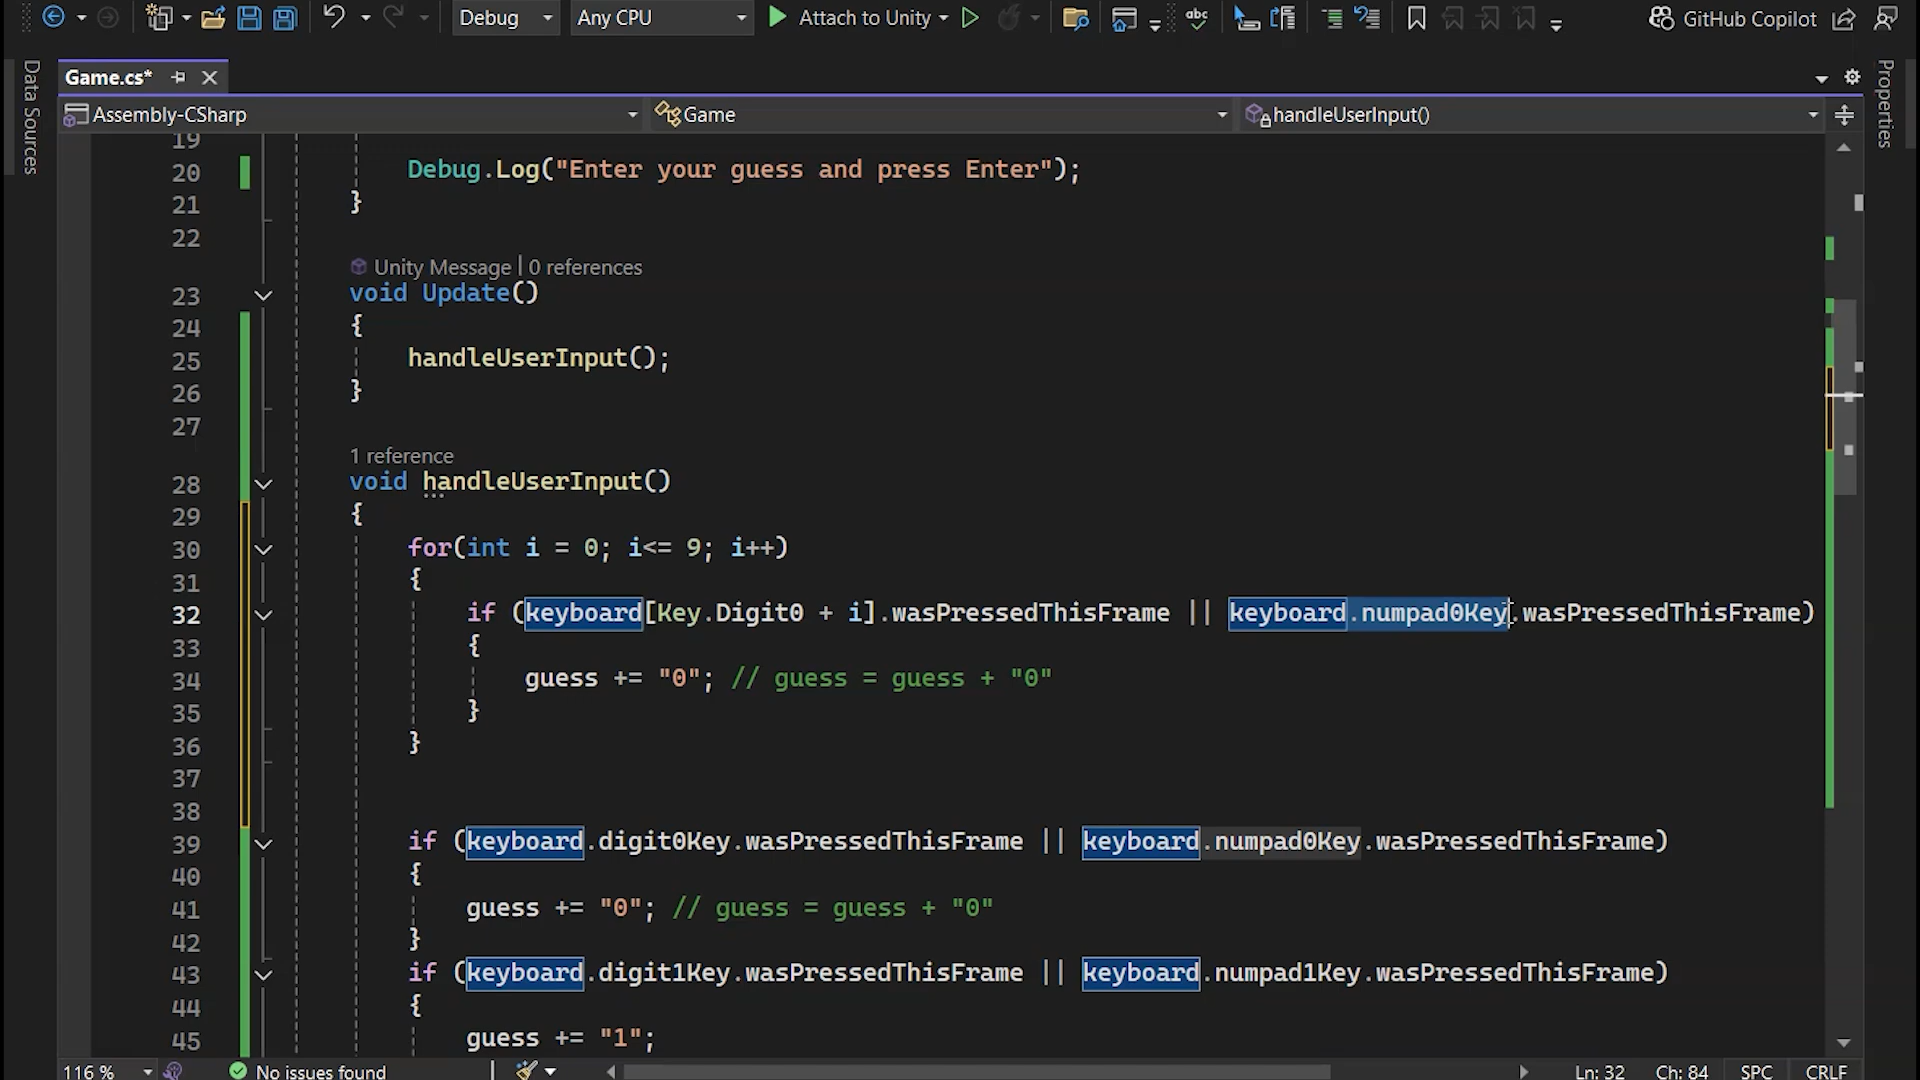 Debug
Any CPU
Attach to Unity
abc
GitHub Copilot
Data Sources
Game.cs*
Properties
Assembly-CSharp
Game
handleUserInput()
19
20 Debug.Log("Enter your guess and press Enter");
21 }
22
Unity Message | 0 references
23 void Update()
24 {
25 handleUserInput();
26 }
27
1 reference
28 void handleUserInput()
29 {
30 for(int i = 0; i<= 9; i++)
31 {
32 if (keyboard[Key.Digit0 + i].wasPressedThisFrame || keyboard.numpad0Key.wasPressedThisFrame)
33 {
34 guess += "0"; // guess = guess + "0"
35 }
36 }
37
38
39 if (keyboard.digit0Key.wasPressedThisFrame || keyboard.numpad0Key.wasPressedThisFrame)
40 {
41 guess += "0"; // guess = guess + "0"
42 }
43 if (keyboard.digit1Key.wasPressedThisFrame || keyboard.numpad1Key.wasPressedThisFrame)
44 {
45 guess += "1";
116 %
No issues found
Ln: 32
Ch: 84
SPC
CRLF